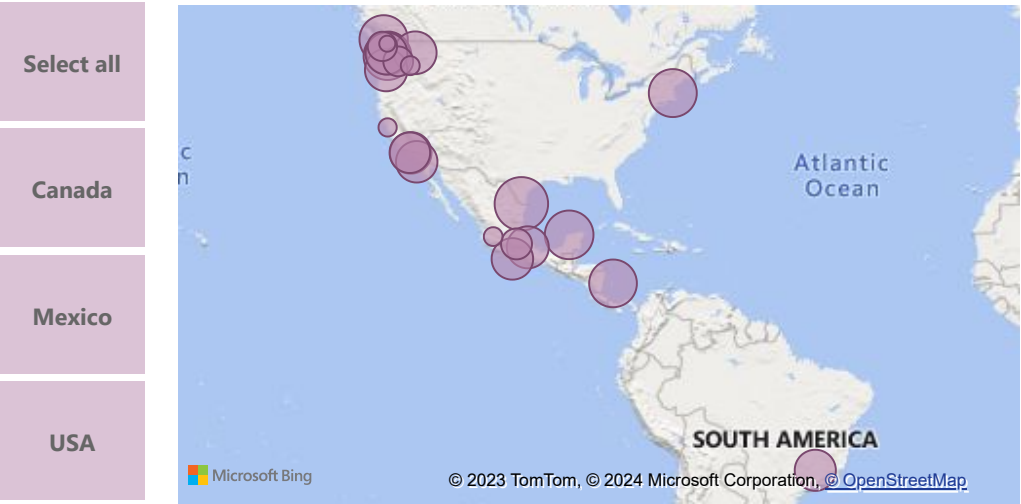 Select all
Canada
Mexico
USA
c
n
Atlantic
Ocean
SOUTH AMERICA
Microsoft Bing
© 2023 TomTom, © 2024 Microsoft Corporation, © OpenStreetMap